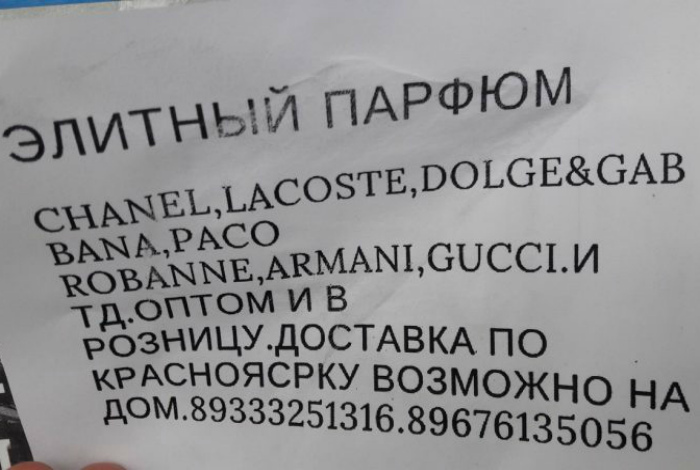 ЭЛИТНЫЙ ПАРФЮМ
CHANEL,LACOSTE,DOLGE&GAB
BANA,PACO
ROBANNE,ARMANI,GUCCI.И
ТД.ОПТОМ И В
РОЗНИЦУ.ДОСТАВКА ПО
КРАСНОЯСРКУ ВОЗМОЖНО НА
ДОМ.89333251316.89676135056